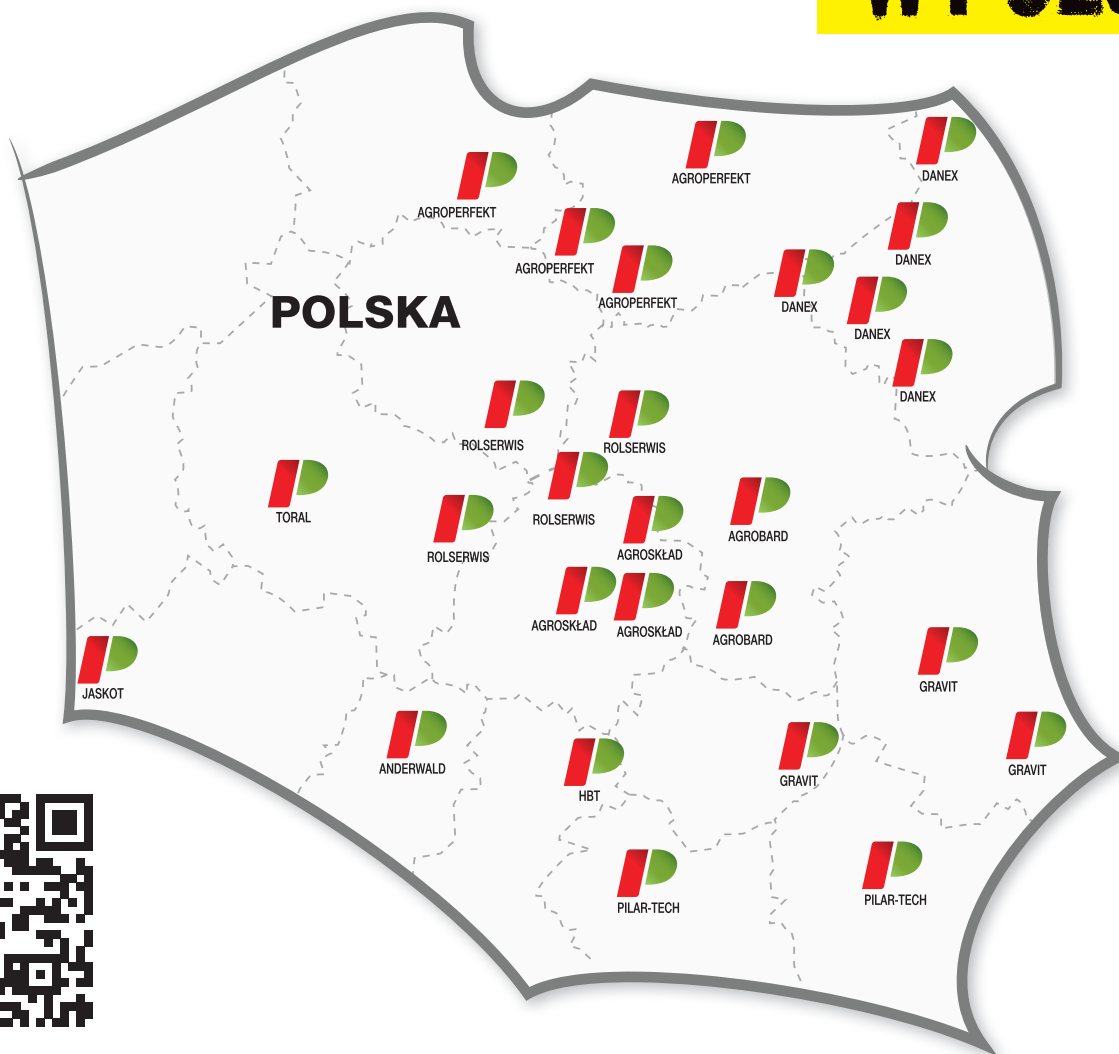 AGROPERFEKT
DANEX
AGROPERFEKT
DANEX
AGROPERFEKT
AGROPERFEKT
DANEX
DANEX
POLSKA
DANEX
ROLSERWIS
ROLSERWIS
TORAL
ROLSERWIS
AGROBARD
ROLSERWIS
AGROSKŁAD
AGROSKŁAD
AGROSKŁAD
AGROBARD
JASKOT
GRAVIT
ANDERWALD
GRAVIT
HBT
GRAVIT
PILAR-TECH
PILAR-TECH